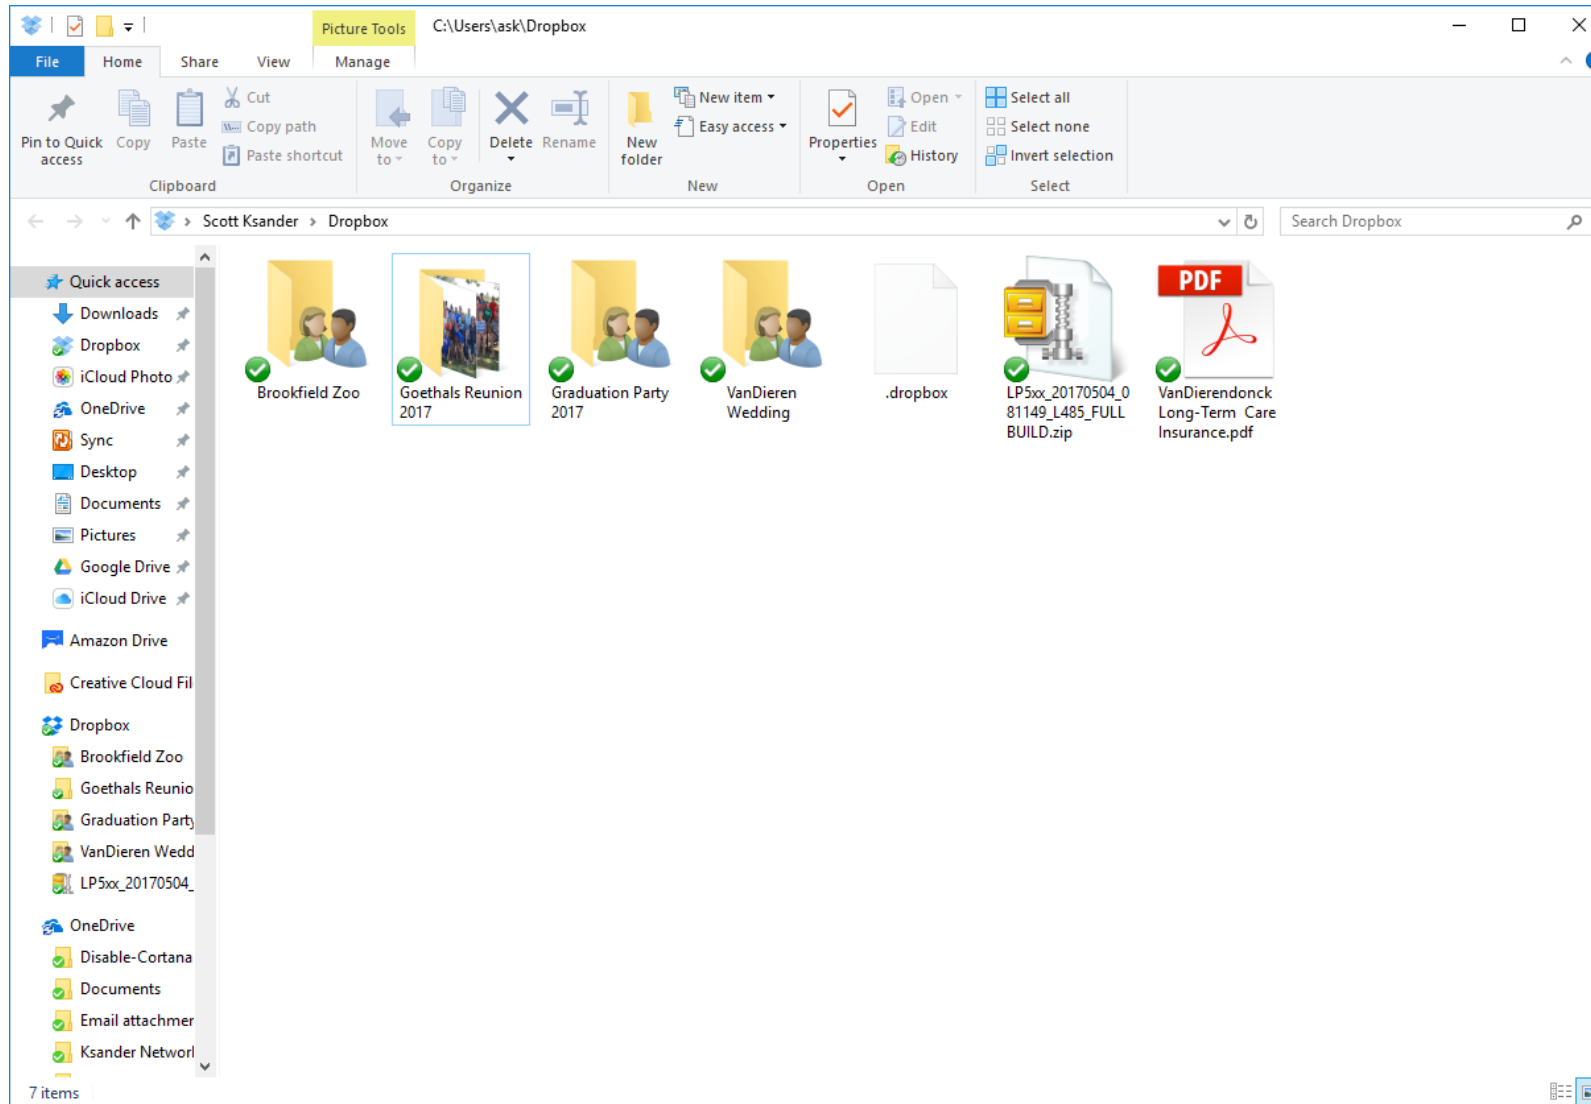 Picture Tools
C:\Users\ask\Dropbox
File
Home
Share
View
Manage
Pin to Quick
access
Copy
Paste
Cut
Copy path
Paste shortcut
Clipboard
Move
to
Copy
to
Delete
Rename
Organize
New
folder
New item
Easy access
New
Properties
Open
Edit
History
Open
Select all
Select none
Invert selection
Select
Scott Ksander > Dropbox
Search Dropbox
Quick access
Downloads
Dropbox
iCloud Photo
OneDrive
Sync
Desktop
Documents
Pictures
Google Drive
iCloud Drive
Amazon Drive
Creative Cloud Fil
Dropbox
Brookfield Zoo
Goethals Reunio
Graduation Party
VanDieren Wedd
LP5xx_20170504_
OneDrive
Disable-Cortana
Documents
Email attachmer
Ksander Networl
Brookfield Zoo
Goethals Reunion
2017
Graduation Party
2017
VanDieren
Wedding
.dropbox
LP5xx_20170504_0
81149_L485_FULL
BUILD.zip
PDF
VanDierendonck
Long-Term Care
Insurance.pdf
7 items